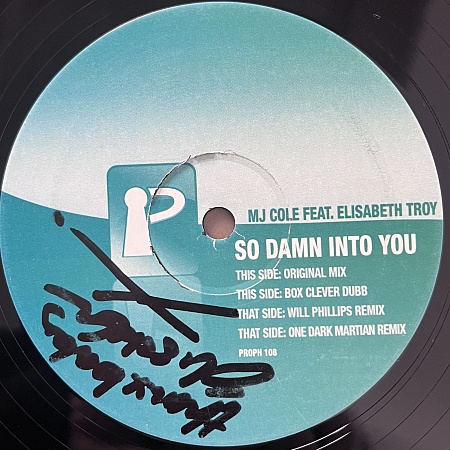 MJ COLE FEAT. ELISABETH TROY
SO DAMN INTO YOU
THIS SIDE: ORIGINAL MIX
THIS SIDE: BOX CLEVER DUBB
THAT SIDE: WILL PHILLIPS REMIX
THAT SIDE: ONE DARK MARTIAN REMIX
PROPH 108